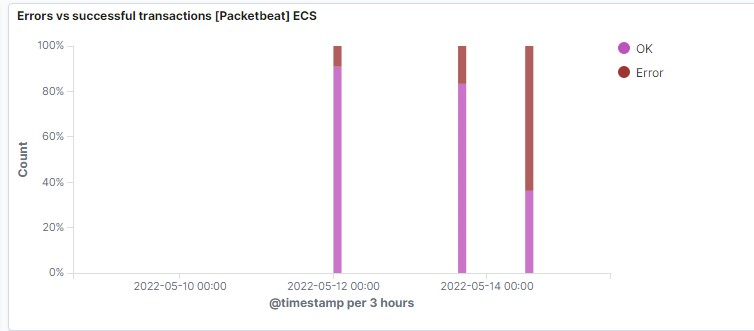 Errors vs successful transactions [Packetbeat] ECS
100%
80%
60%
40%
20%
0%
Count
2022-05-10 00:00
2022-05-12 00:00
2022-05-14 00:00
@timestamp per 3 hours
OK
Error